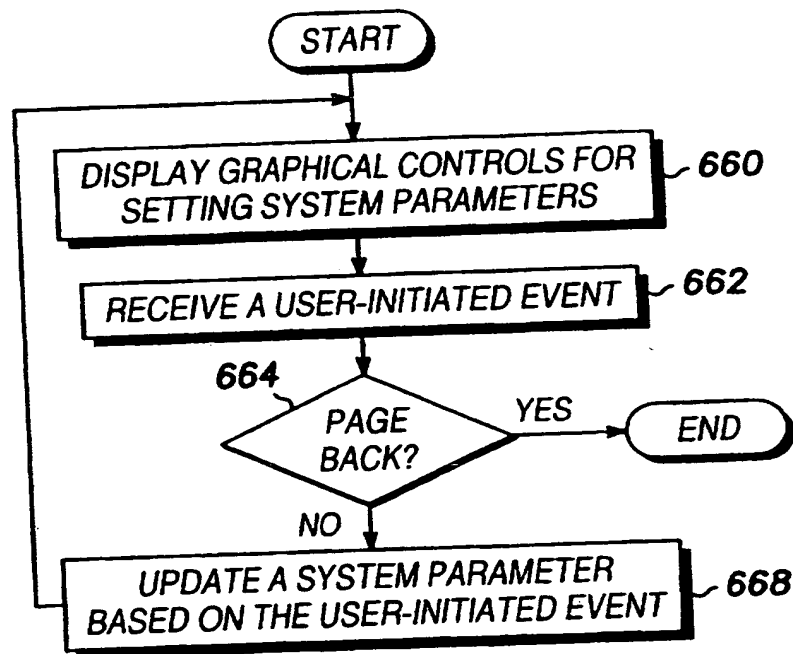 START
DISPLAY GRAPHICAL CONTROLS FOR
SETTING SYSTEM PARAMETERS
660
RECEIVE A USER-INITIATED EVENT
662
664
PAGE
BACK?
YES
END
NO
UPDATE A SYSTEM PARAMETER
BASED ON THE USER-INITIATED EVENT
668